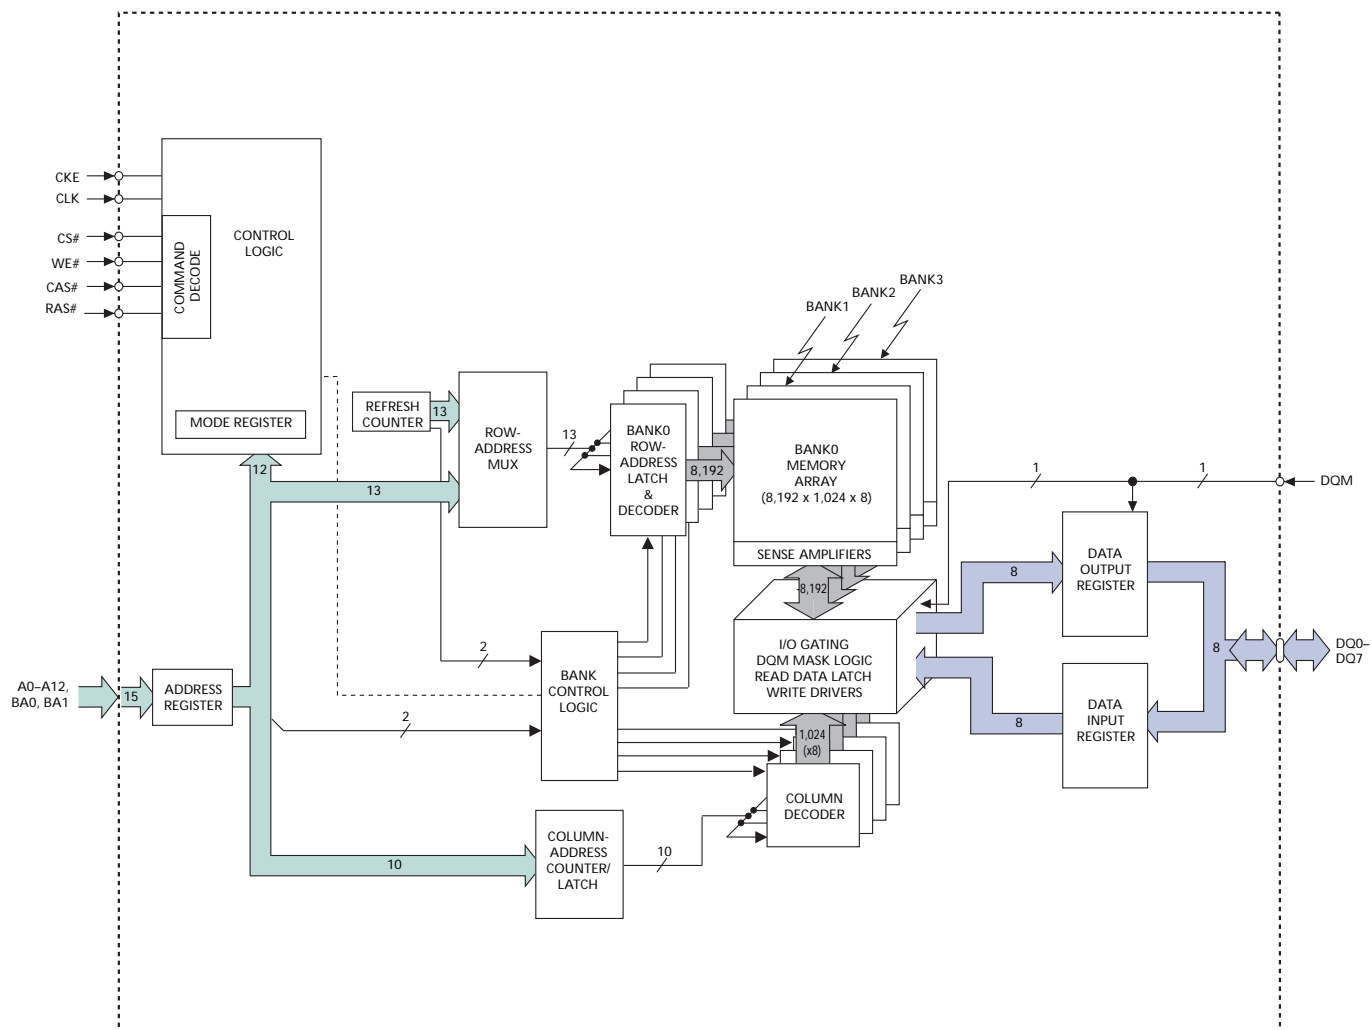 CKE
CLK
CS#
WE#
CAS#
RAS#
COMMAND
DECODE
CONTROL
LOGIC
MODE REGISTER
12
13
REFRESH
COUNTER
13
ROW-
ADDRESS
MUX
13
BANK0
ROW-
ADDRESS
LATCH
&
DECODER
8,192
BANK1
BANK2
BANK3
BANK0
MEMORY
ARRAY
(8,192 x 1,024 x 8)
SENSE AMPLIFIERS
8,192
I/O GATING
DQM MASK LOGIC
READ DATA LATCH
WRITE DRIVERS
1
1
DQM
8
DATA
OUTPUT
REGISTER
8
DQ0–
DQ7
8
DATA
INPUT
REGISTER
A0–A12,
BA0, BA1
15
ADDRESS
REGISTER
2
2
BANK
CONTROL
LOGIC
1,024
(x8)
COLUMN
DECODER
10
COLUMN-
ADDRESS
COUNTER/
LATCH
10